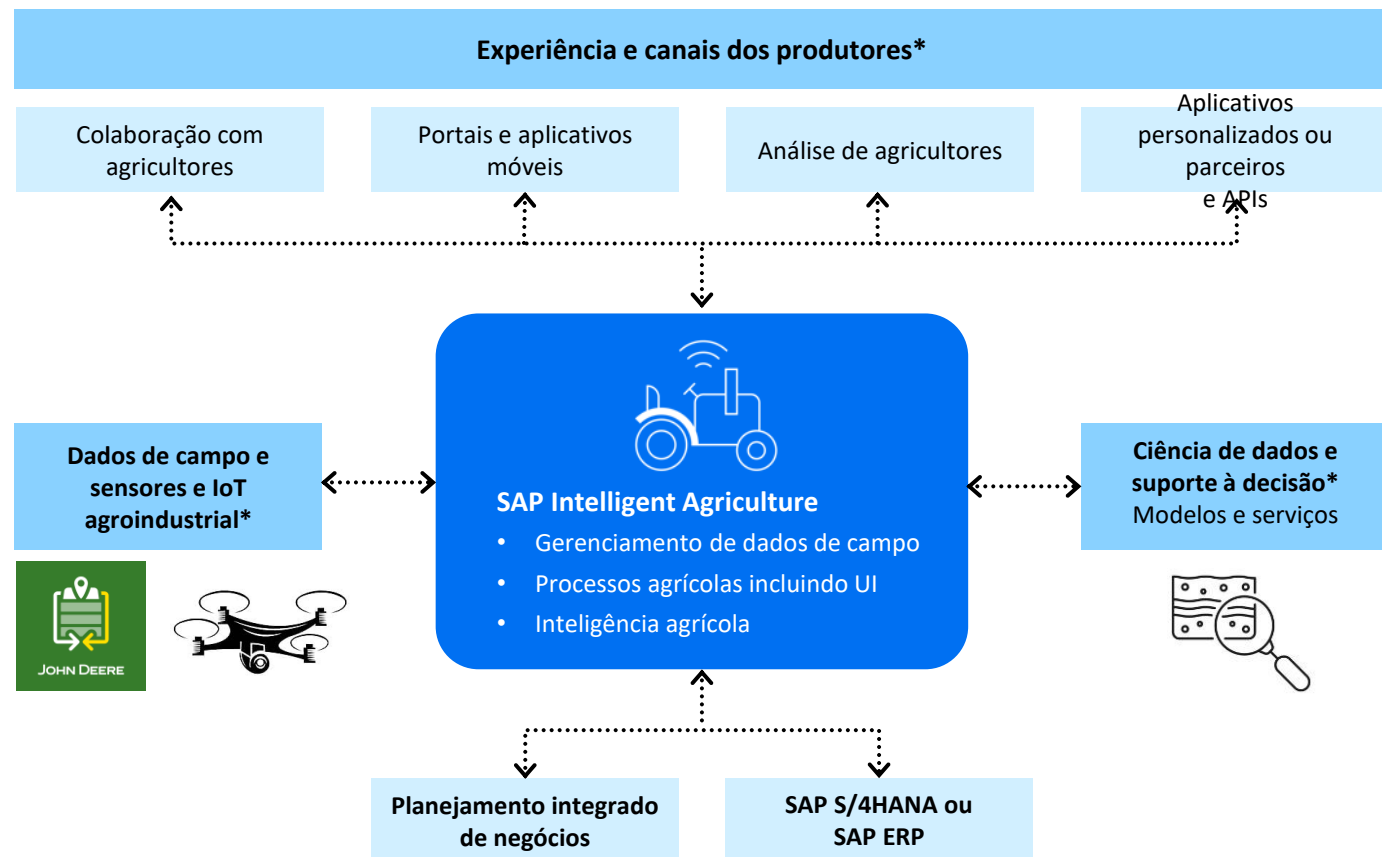 Experiência e canais dos produtores*
Colaboração com
agricultores
Portais e aplicativos
móveis
Análise de agricultores
Aplicativos
personalizados ou
parceiros
e APIs
Dados de campo e
sensores e IoT
agroindustrial*
JOHN DEERE
SAP Intelligent Agriculture
• Gerenciamento de dados de campo
• Processos agrícolas incluindo UI
• Inteligência agrícola
Ciência de dados e
suporte à decisão*
Modelos e serviços
Planejamento integrado
de negócios
SAP S/4HANA ou
SAP ERP